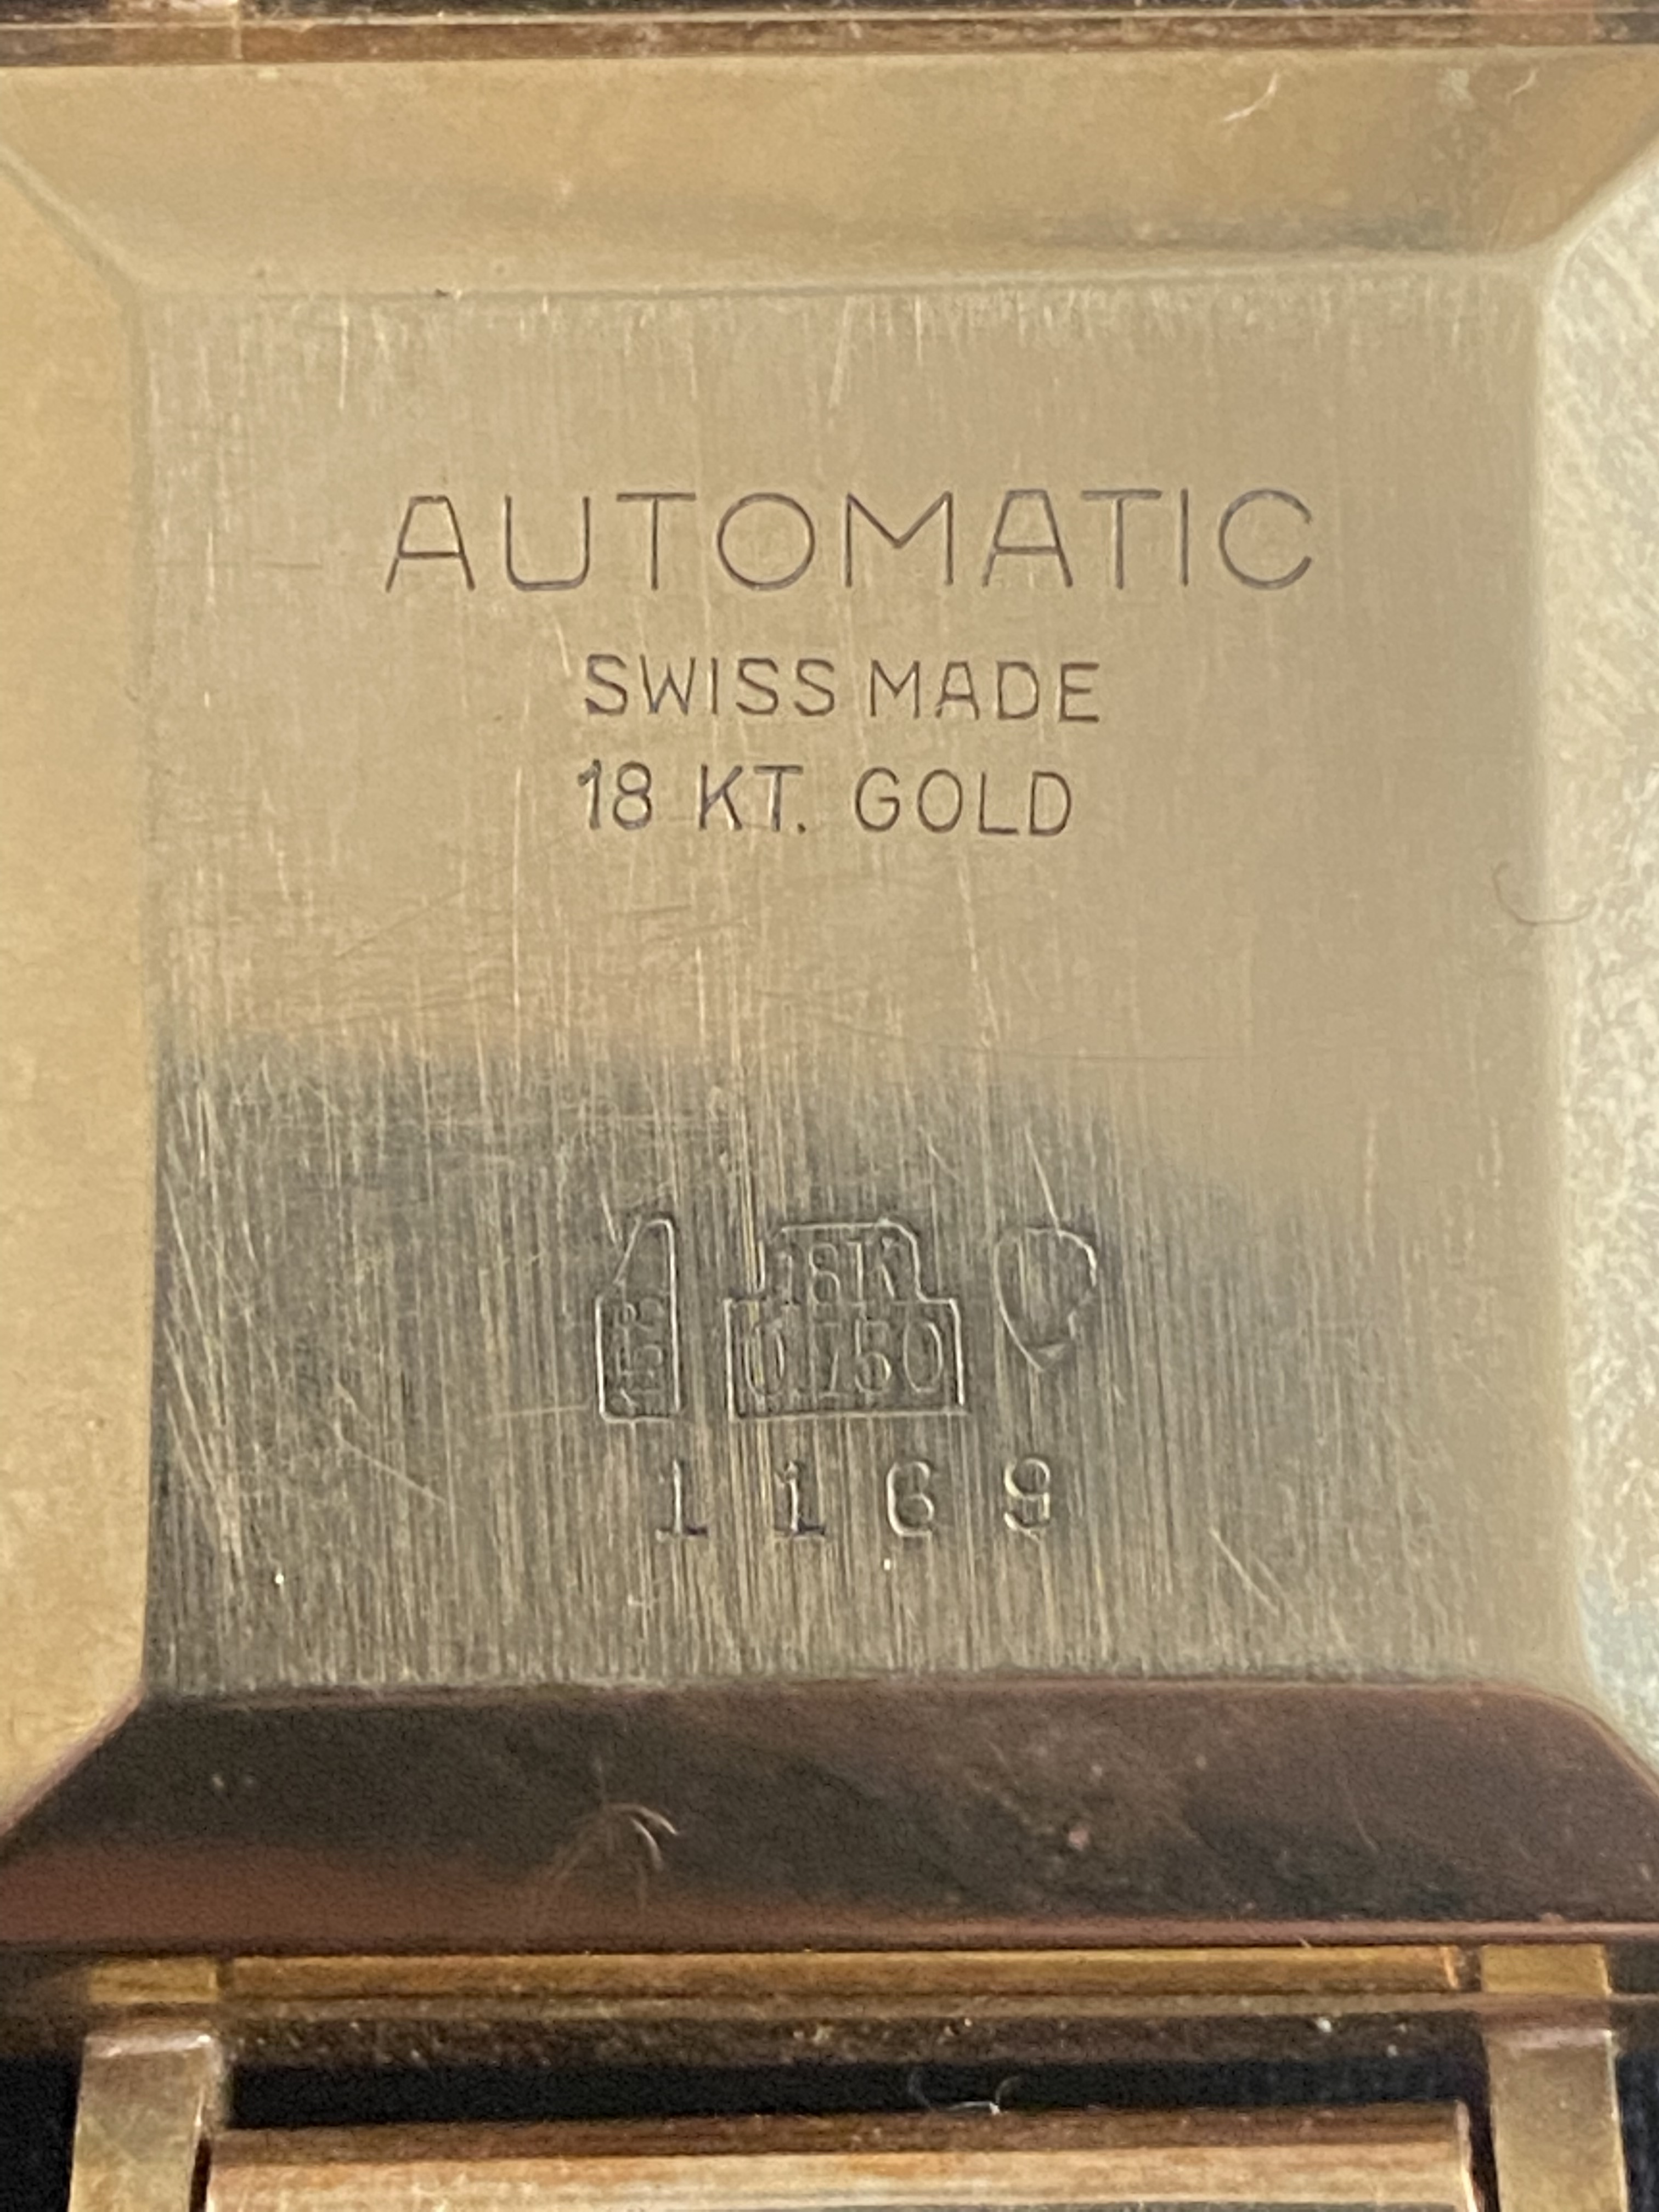 AUTOMATIC
SWISS MADE
18 KT. GOLD
18K
0.750
1169